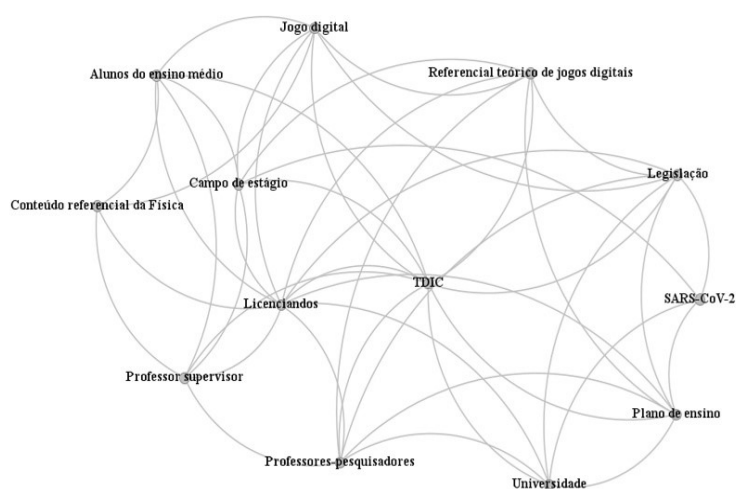 Jogo digital
Alunos do ensino médio
Referencial teórico de jogos digitais
Campo de estágio
Legislação
Conteúdo referencial da Física
TDIC
Licenciandos
SARS-CoV-2
Professor supervisor
Plano de ensino
Professores-pesquisadores
Universidade